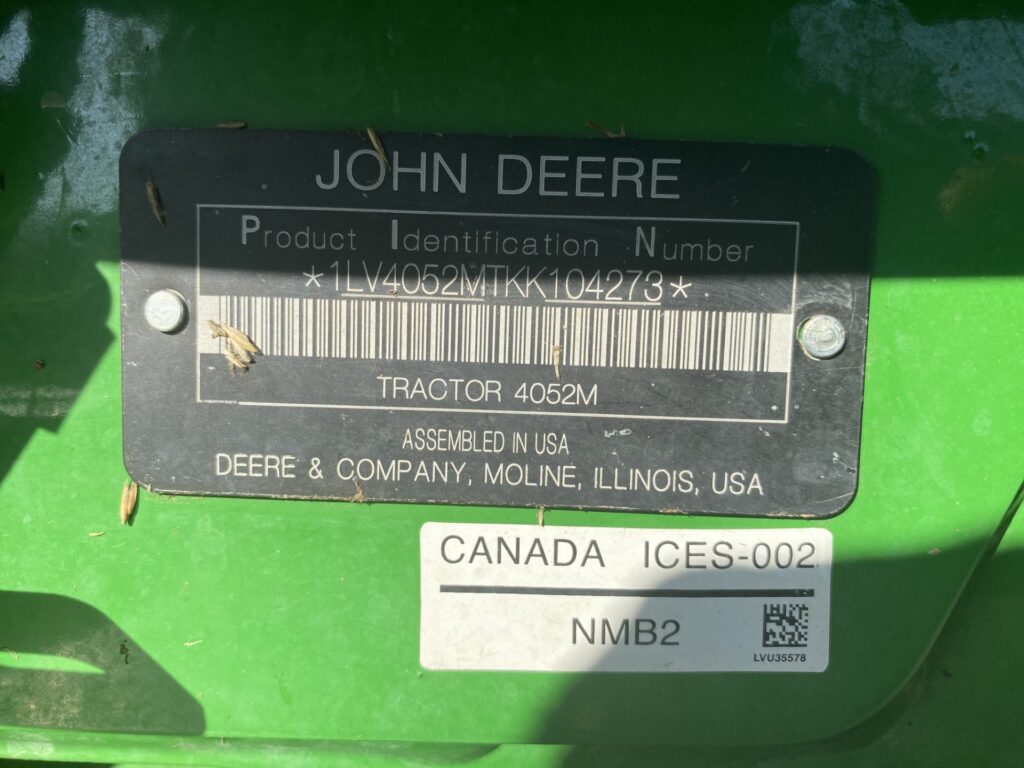 JOHN DEERE
Product Identification Number
*1LV4052MTKK104273*
TRACTOR 4052M
ASSEMBLED IN USA
DEERE & COMPANY, MOLINE, ILLINOIS, USA
CANADA ICES-002
NMB2
LVU35578